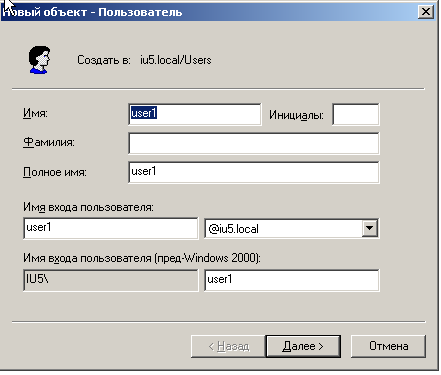 Новый объект - Пользователь
Создать в: iu5.local/Users
Имя: user1 Инициалы:
Фамилия:
Полное имя: user1
Имя входа пользователя:
user1 @iu5.local
Имя входа пользователя (пред-Windows 2000):
IU5\ user1
< Назад Далее > Отмена